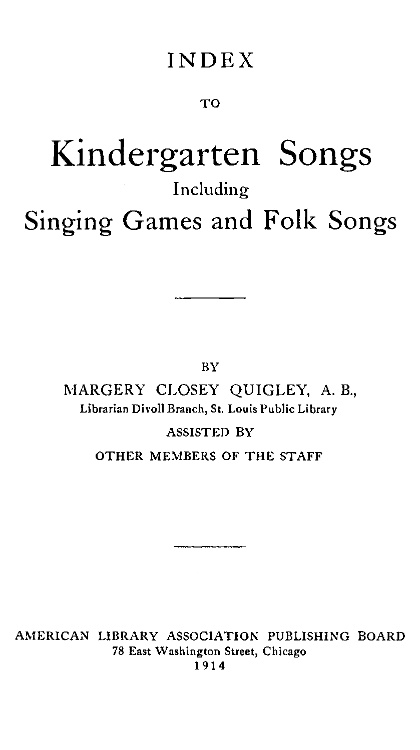 INDEX
TO
Kindergarten Songs
Including
Singing Games and Folk Songs
BY
MARGERY CLOSEY QUIGLEY, A. B.,
Librarian Divoll Branch, St. Louis Public Library
ASSISTED BY
OTHER MEMBERS OF THE STAFF
AMERICAN LIBRARY ASSOCIATION PUBLISHING BOARD
78 East Washington Street, Chicago
1914